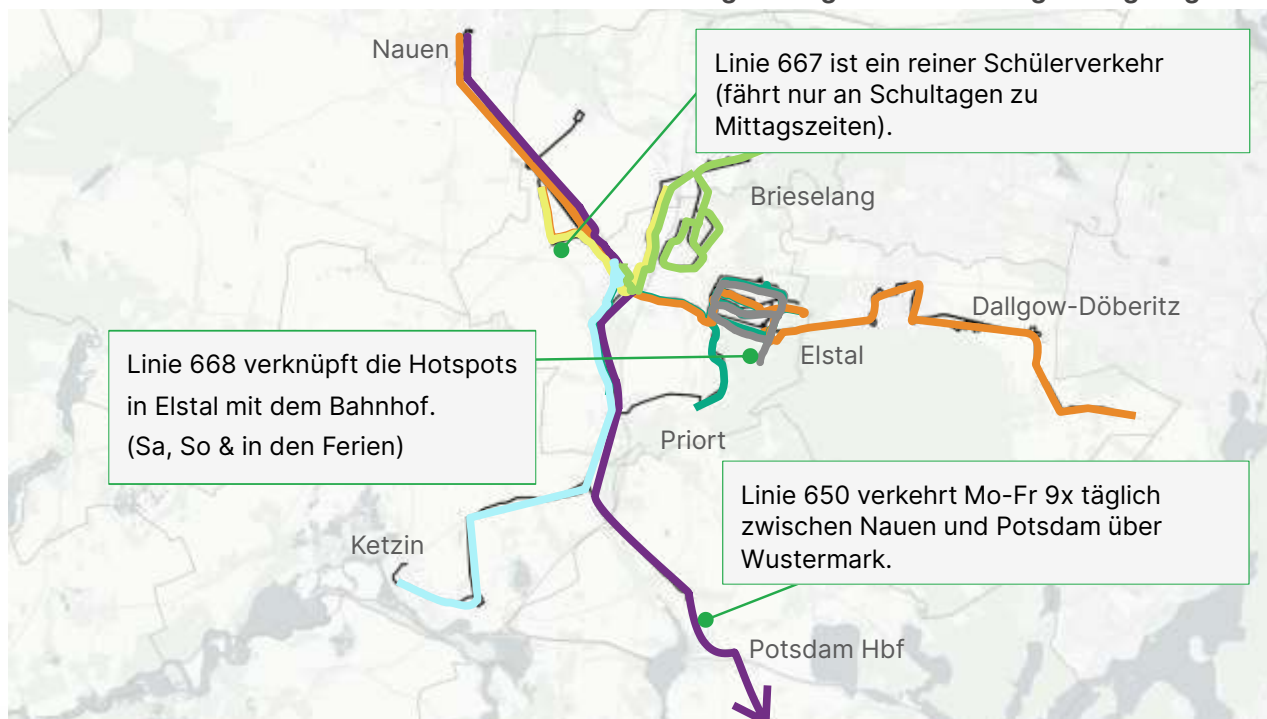 Nauen
Linie 667 ist ein reiner Schülerverkehr
(fährt nur an Schultagen zu
Mittagszeiten).
Brieselang
Dallgow-Döberitz
Elstal
Linie 668 verknüpft die Hotspots
in Elstal mit dem Bahnhof.
(Sa, So & in den Ferien)
Priort
Linie 650 verkehrt Mo-Fr 9x täglich
zwischen Nauen und Potsdam über
Wustermark.
Ketzin
Potsdam Hbf